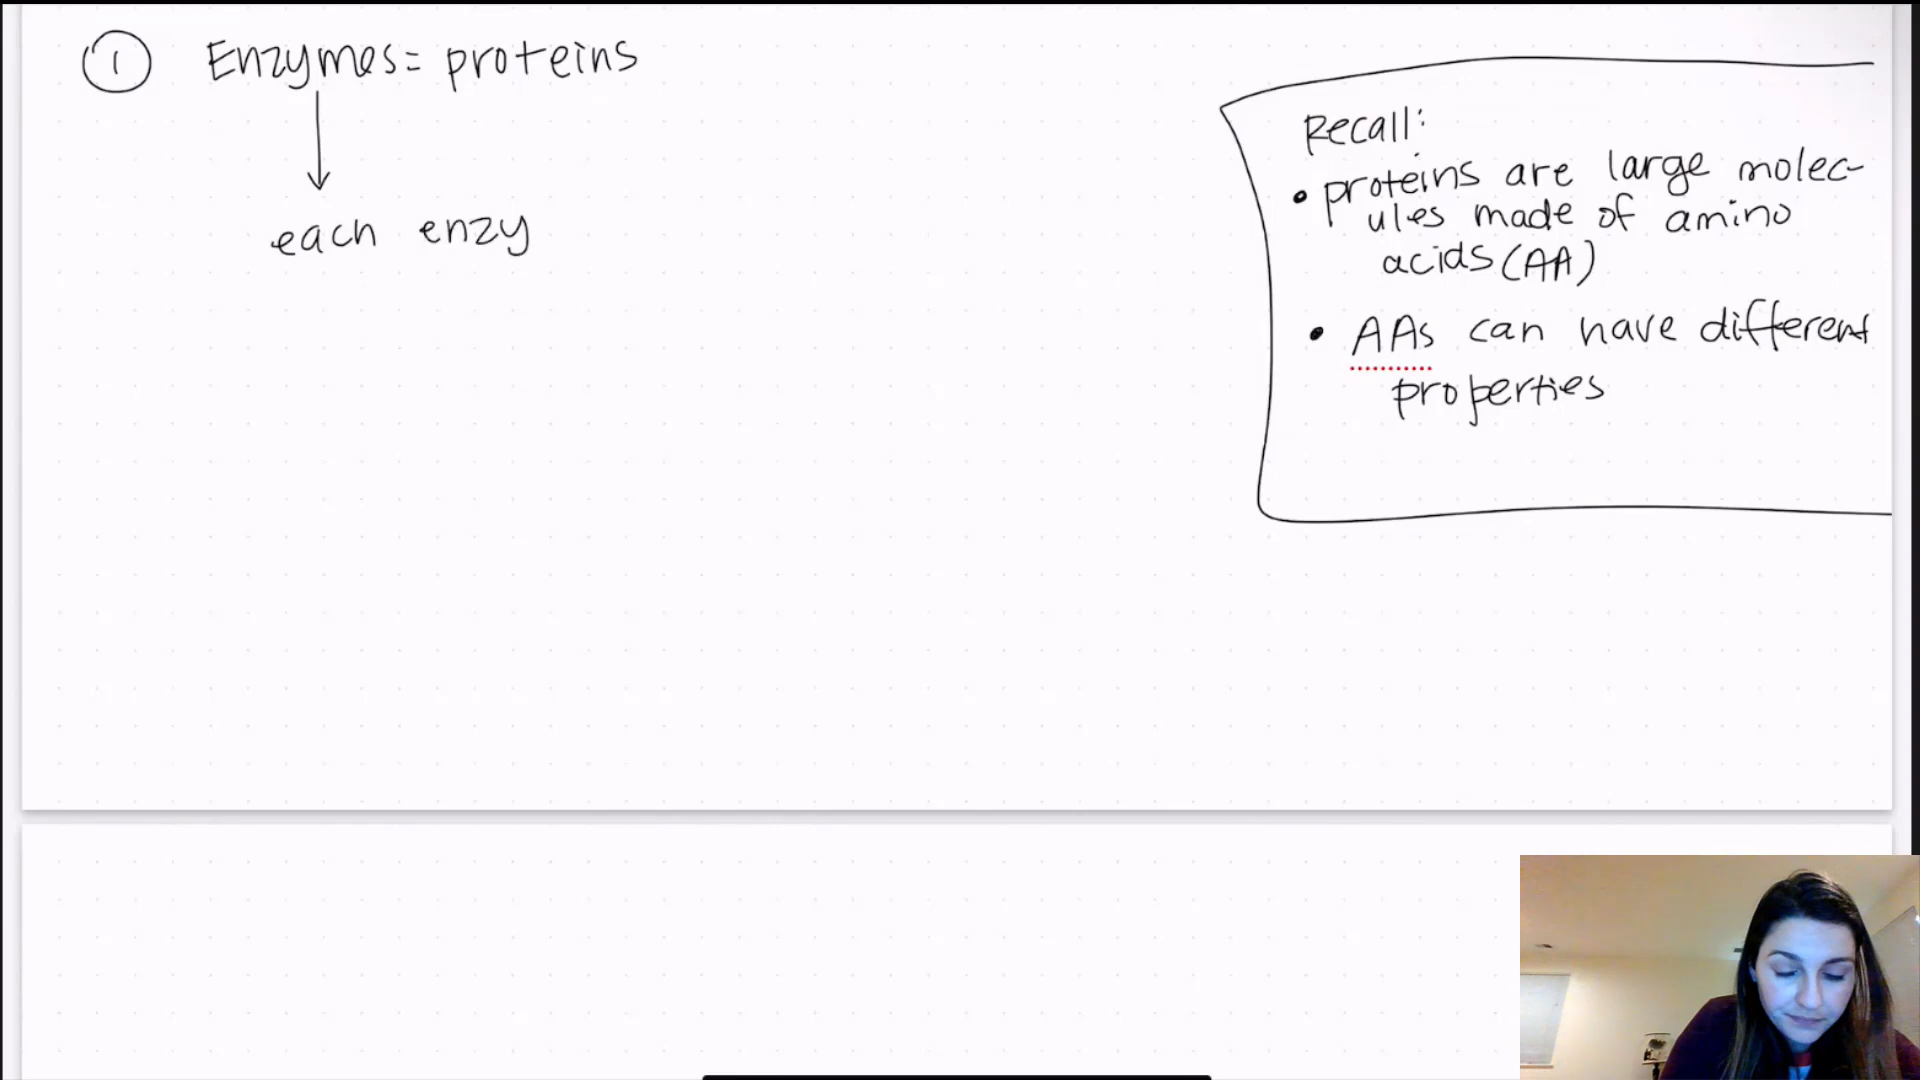 1 Enzymes = proteins
each enzy
Recall:
• proteins are large molec-
ules made of amino
acids (AA)
• AAs can have different
properties